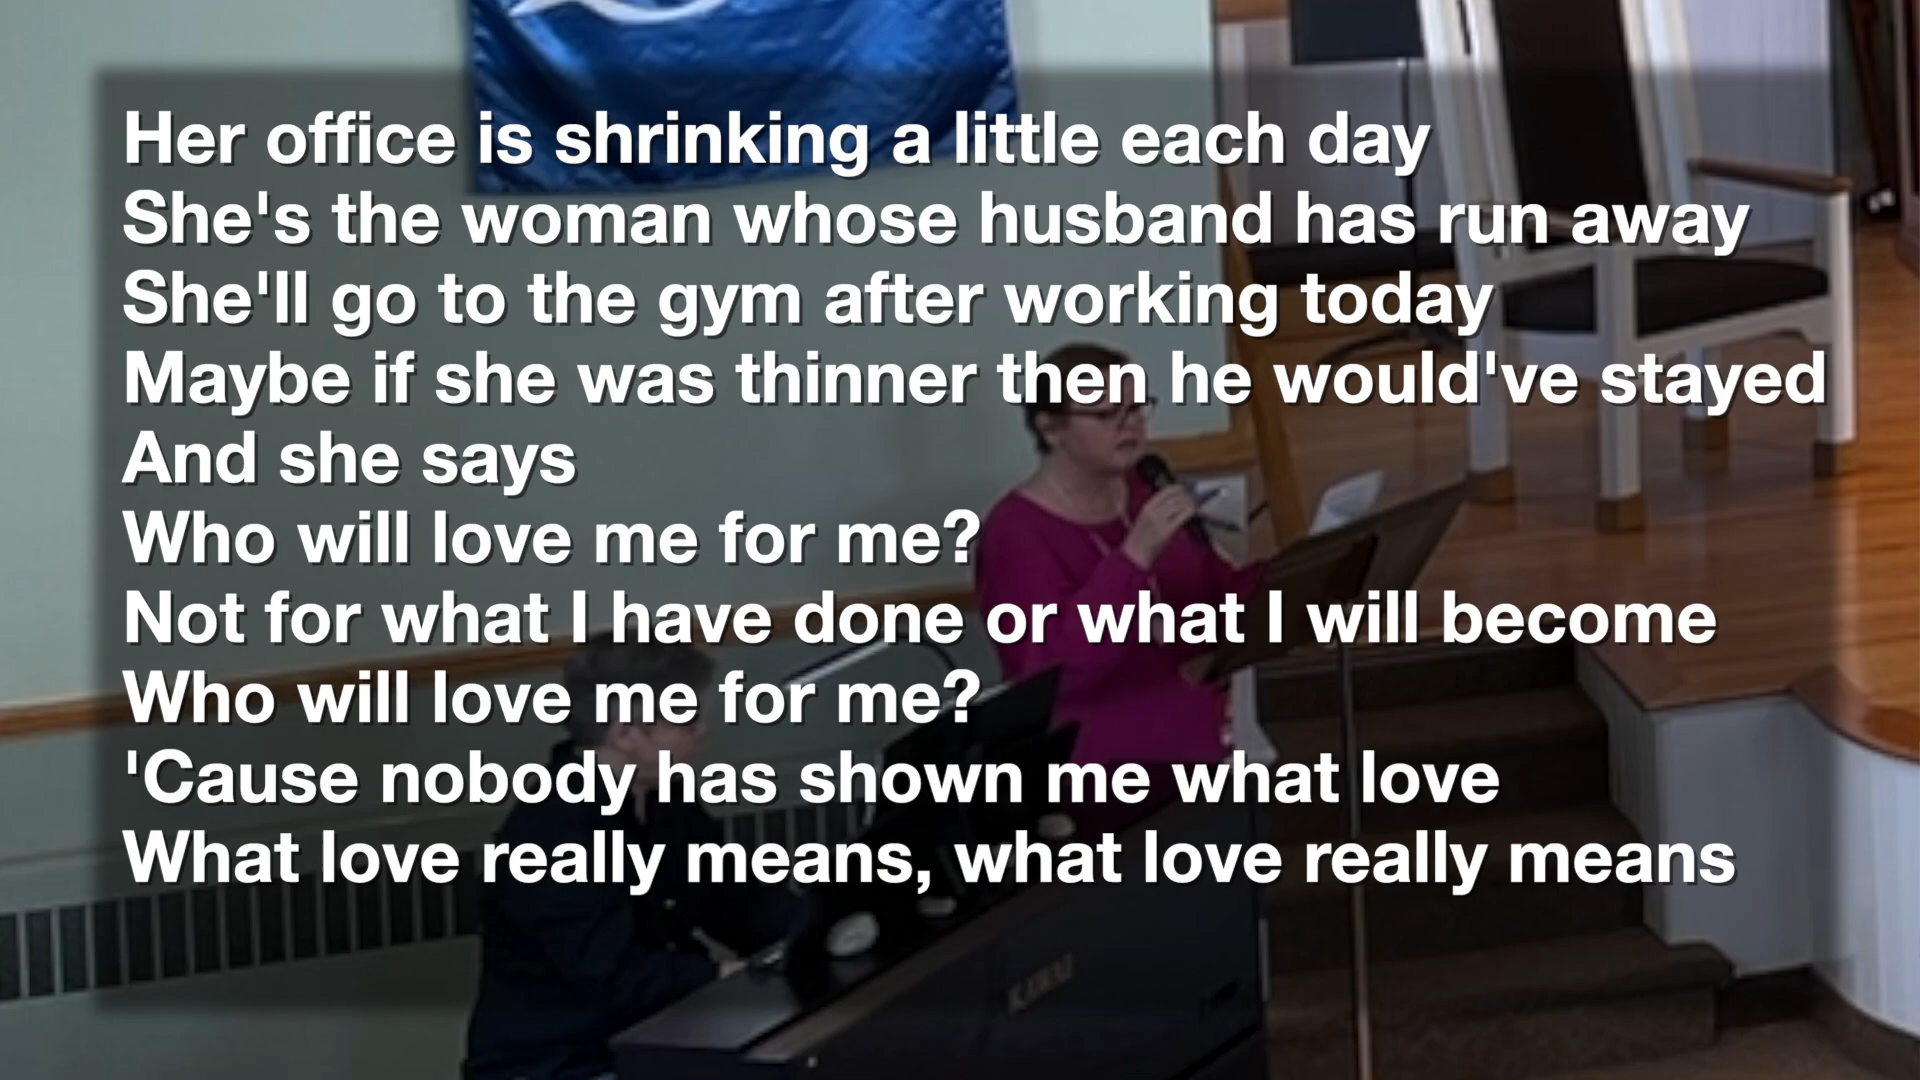 Her office is shrinking a little each day
She's the woman whose husband has run away
She'll go to the gym after working today
Maybe if she was thinner then he would've stayed
And she says
Who will love me for me?
Not for what I have done or what I will become
Who will love me for me?
'Cause nobody has shown me what love
What love really means, what love really means
KAWAI